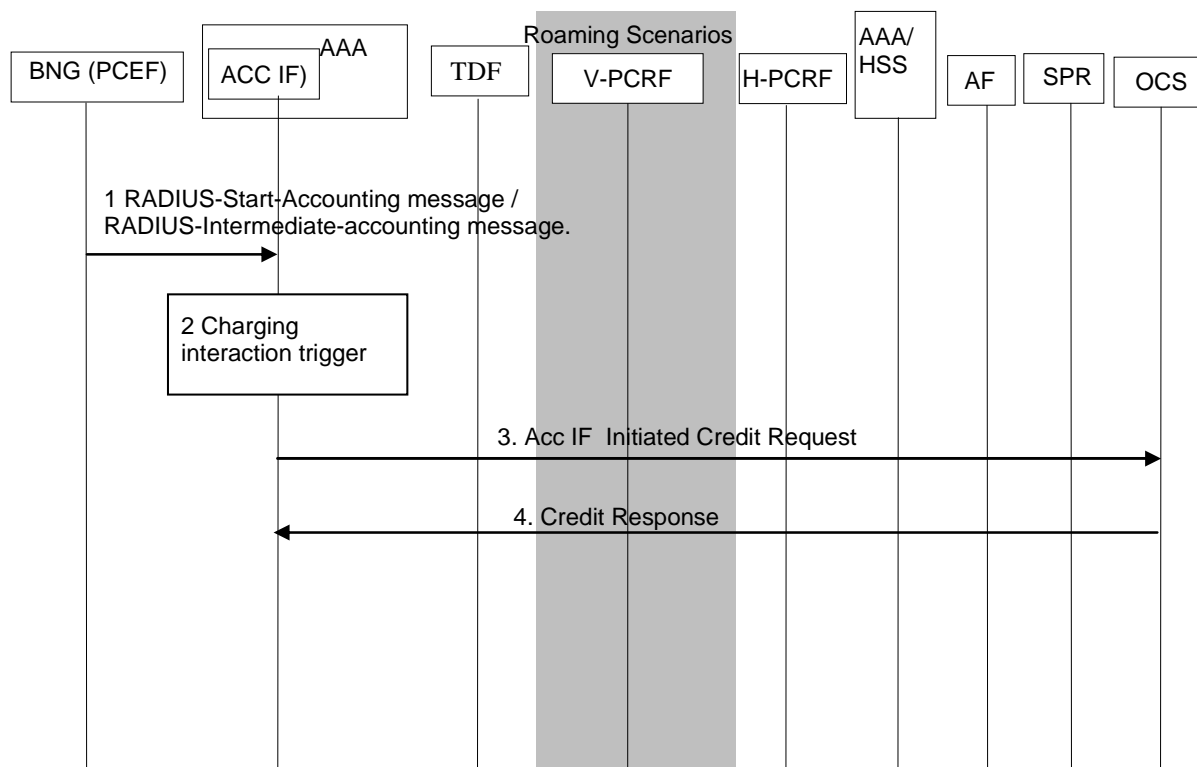 Roaming Scenarios
BNG (PCEF)
AAA
ACC IF)
TDF
V-PCRF
H-PCRF
AAA/
HSS
AF
SPR
OCS
1 RADIUS-Start-Accounting message /
RADIUS-Intermediate-accounting message.
2 Charging
interaction trigger
3. Acc IF Initiated Credit Request
4. Credit Response